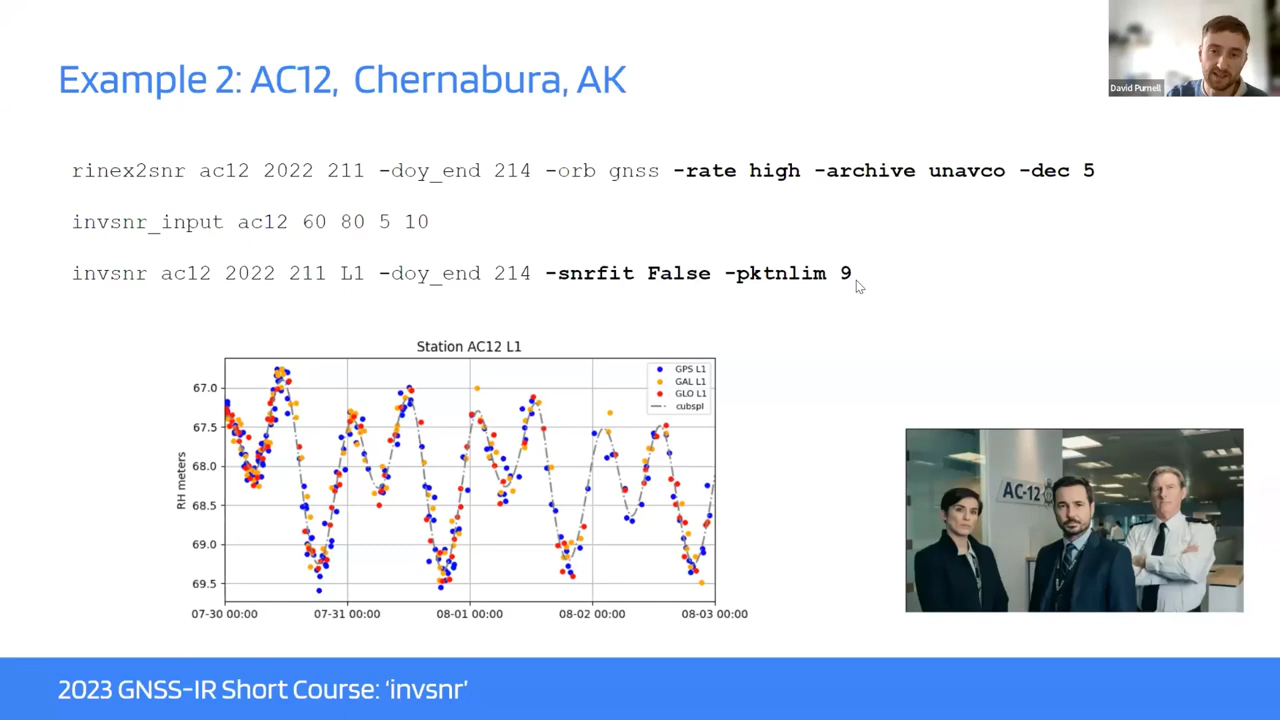 Example 2: AC12, Chernabura, AK
David Purnell
rinex2snr ac12 2022 211 -doy_end 214 -orb gnss -rate high -archive unavco -dec 5
invsnr_input ac12 60 80 5 10
invsnr ac12 2022 211 L1 -doy_end 214 -snrfit False -pktnlim 9
Station AC12 L1
GPS L1
GAL L1
GLO L1
cubspl
RH meters
67.0
67.5
68.0
68.5
69.0
69.5
07-30 00:00 07-31 00:00 08-01 00:00 08-02 00:00 08-03 00:00
AC-12
2023 GNSS-IR Short Course: 'invsnr'